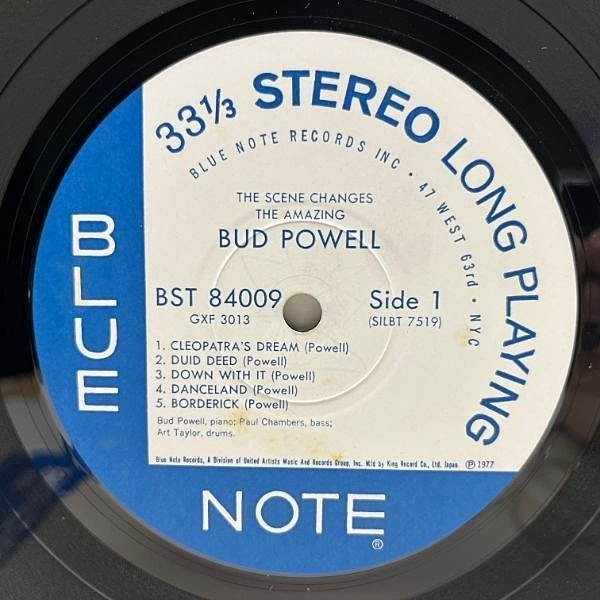 33⅓ STEREO LONG PLAYING
BLUE NOTE RECORDS INC • 47 WEST 63rd • NYC
THE SCENE CHANGES
THE AMAZING
BUD POWELL
BST 84009
GXF 3013
Side 1
(SILBT 7519)
1. CLEOPATRA'S DREAM (Powell)
2. DUID DEED (Powell)
3. DOWN WITH IT (Powell)
4. DANCELAND (Powell)
5. BORDERICK (Powell)
Bud Powell, piano; Paul Chambers, bass;
Art Taylor, drums.
Blue Note Records, A Division of United Artists Music And Records Group, Inc. Mfd by King Record Co., Ltd. Japan ℗ 1977
BLUE
NOTE®